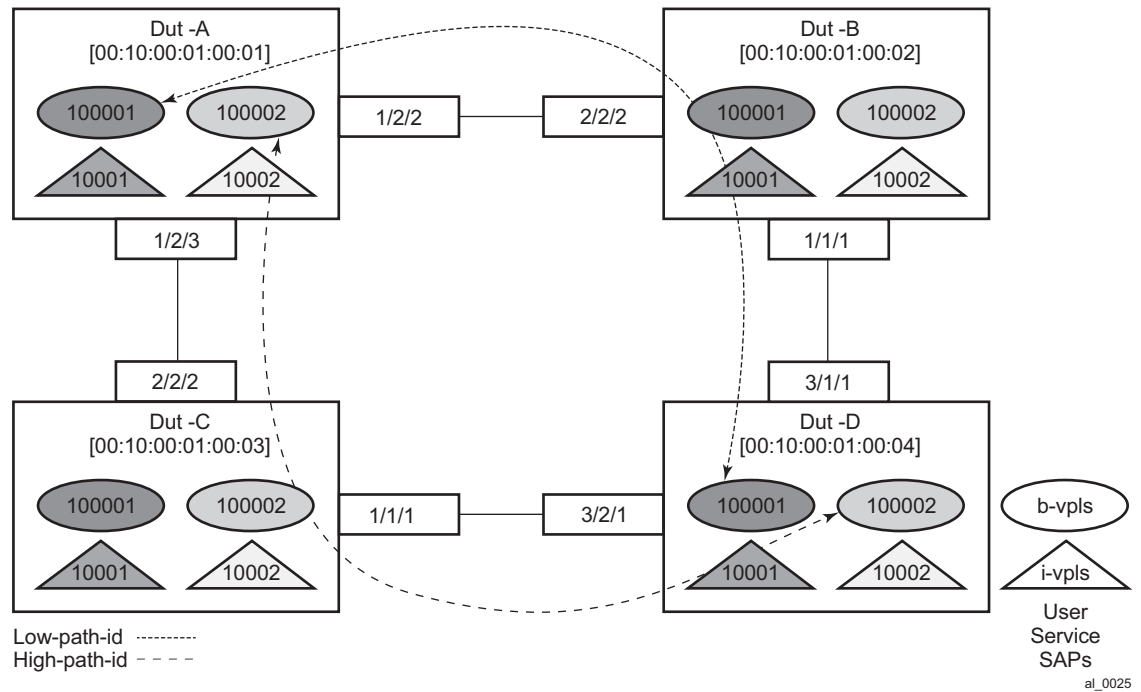 Dut -A
[00:10:00:01:00:01]
100001
100002
10001
10002
1/2/2
2/2/2
Dut -B
[00:10:00:01:00:02]
100001
100002
10001
10002
1/2/3
1/1/1
2/2/2
3/1/1
Dut -C
[00:10:00:01:00:03]
100001
100002
10001
10002
1/1/1
3/2/1
Dut -D
[00:10:00:01:00:04]
100001
100002
10001
10002
b-vpls
i-vpls
User
Service
SAPs
Low-path-id
High-path-id
al_0025